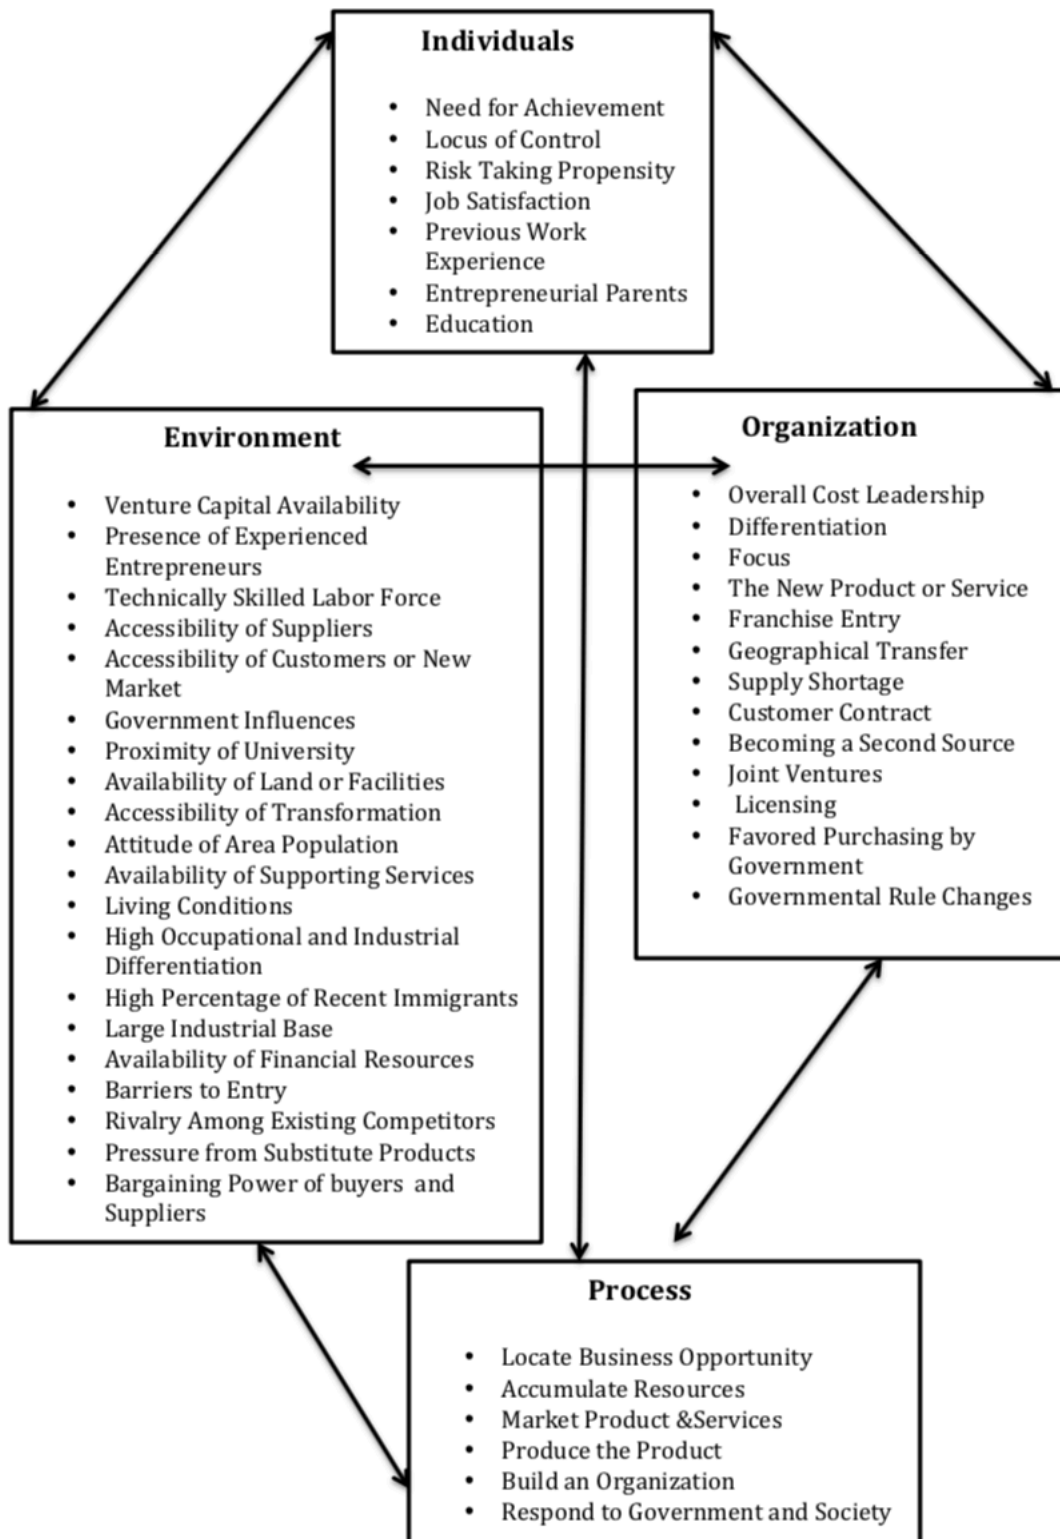 Individuals
• Need for Achievement
• Locus of Control
• Risk Taking Propensity
• Job Satisfaction
• Previous Work
Experience
• Entrepreneurial Parents
• Education
Environment
• Venture Capital Availability
• Presence of Experienced
Entrepreneurs
• Technically Skilled Labor Force
• Accessibility of Suppliers
• Accessibility of Customers or New
Market
• Government Influences
• Proximity of University
• Availability of Land or Facilities
• Accessibility of Transformation
• Attitude of Area Population
• Availability of Supporting Services
• Living Conditions
• High Occupational and Industrial
Differentiation
• High Percentage of Recent Immigrants
• Large Industrial Base
• Availability of Financial Resources
• Barriers to Entry
• Rivalry Among Existing Competitors
• Pressure from Substitute Products
• Bargaining Power of buyers and
Suppliers
Organization
• Overall Cost Leadership
• Differentiation
• Focus
• The New Product or Service
• Franchise Entry
• Geographical Transfer
• Supply Shortage
• Customer Contract
• Becoming a Second Source
• Joint Ventures
• Licensing
• Favored Purchasing by
Government
• Governmental Rule Changes
Process
• Locate Business Opportunity
• Accumulate Resources
• Market Product &Services
• Produce the Product
• Build an Organization
• Respond to Government and Society